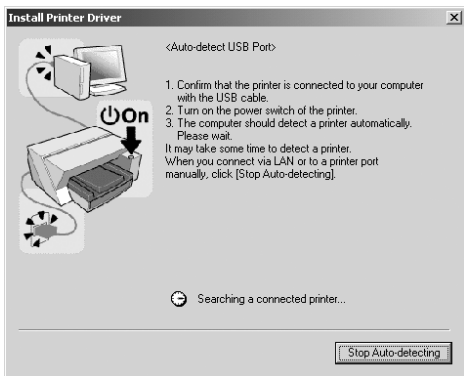 Install Printer Driver
<Auto-detect USB Port>
1. Confirm that the printer is connected to your computer
with the USB cable.
2. Turn on the power switch of the printer.
3. The computer should detect a printer automatically.
Please wait.
It may take some time to detect a printer.
When you connect via LAN or to a printer port
manually, click [Stop Auto-detecting].
On
Searching a connected printer...
Stop Auto-detecting